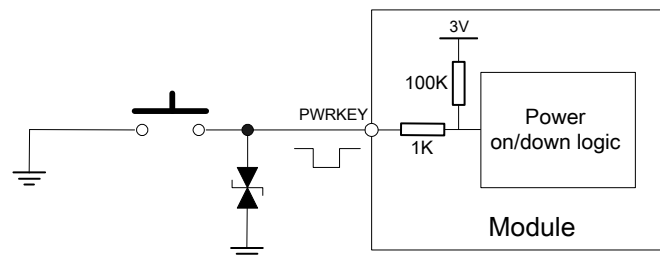 3V
100K
PWRKEY
1K
Power
on/down logic
Module